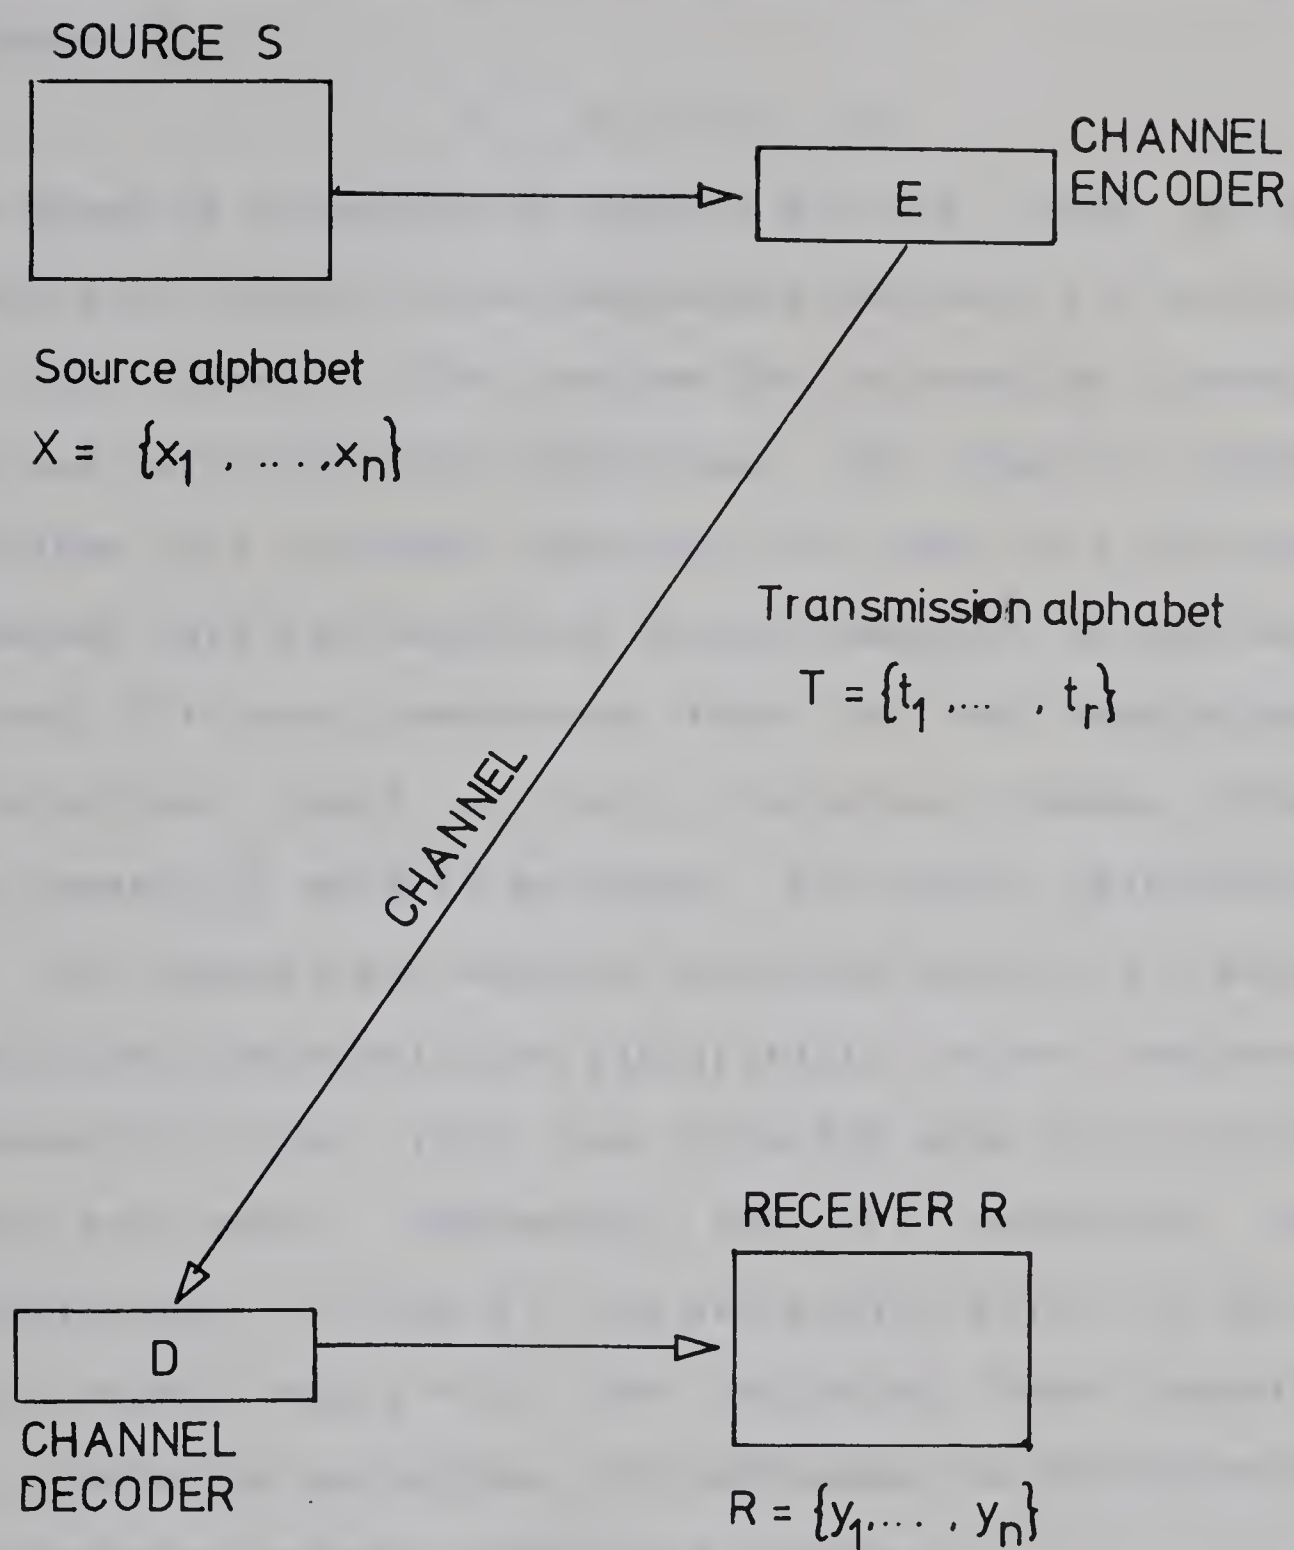 SOURCE S
CHANNEL
ENCODER
E
Source alphabet
X = {x₁ , .... ,xₙ}
Transmission alphabet
T = {t₁ ,... , tᵣ}
CHANNEL
RECEIVER R
D
CHANNEL
DECODER
R = {y₁,... , yₙ}